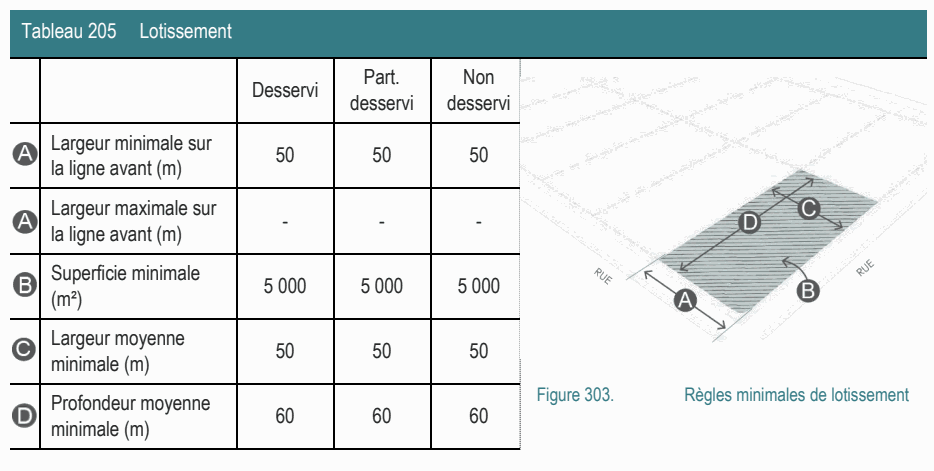 Tableau 205 Lotissement
Desservi
Part.
desservi
Non
desservi
A Largeur minimale sur
la ligne avant (m)
50 50 50
A Largeur maximale sur
la ligne avant (m)
- - -
B Superficie minimale
(m²)
5 000 5 000 5 000
C Largeur moyenne
minimale (m)
50 50 50
D Profondeur moyenne
minimale (m)
60 60 60
C
D
RUE
RUE
A
B
Figure 303. Règles minimales de lotissement